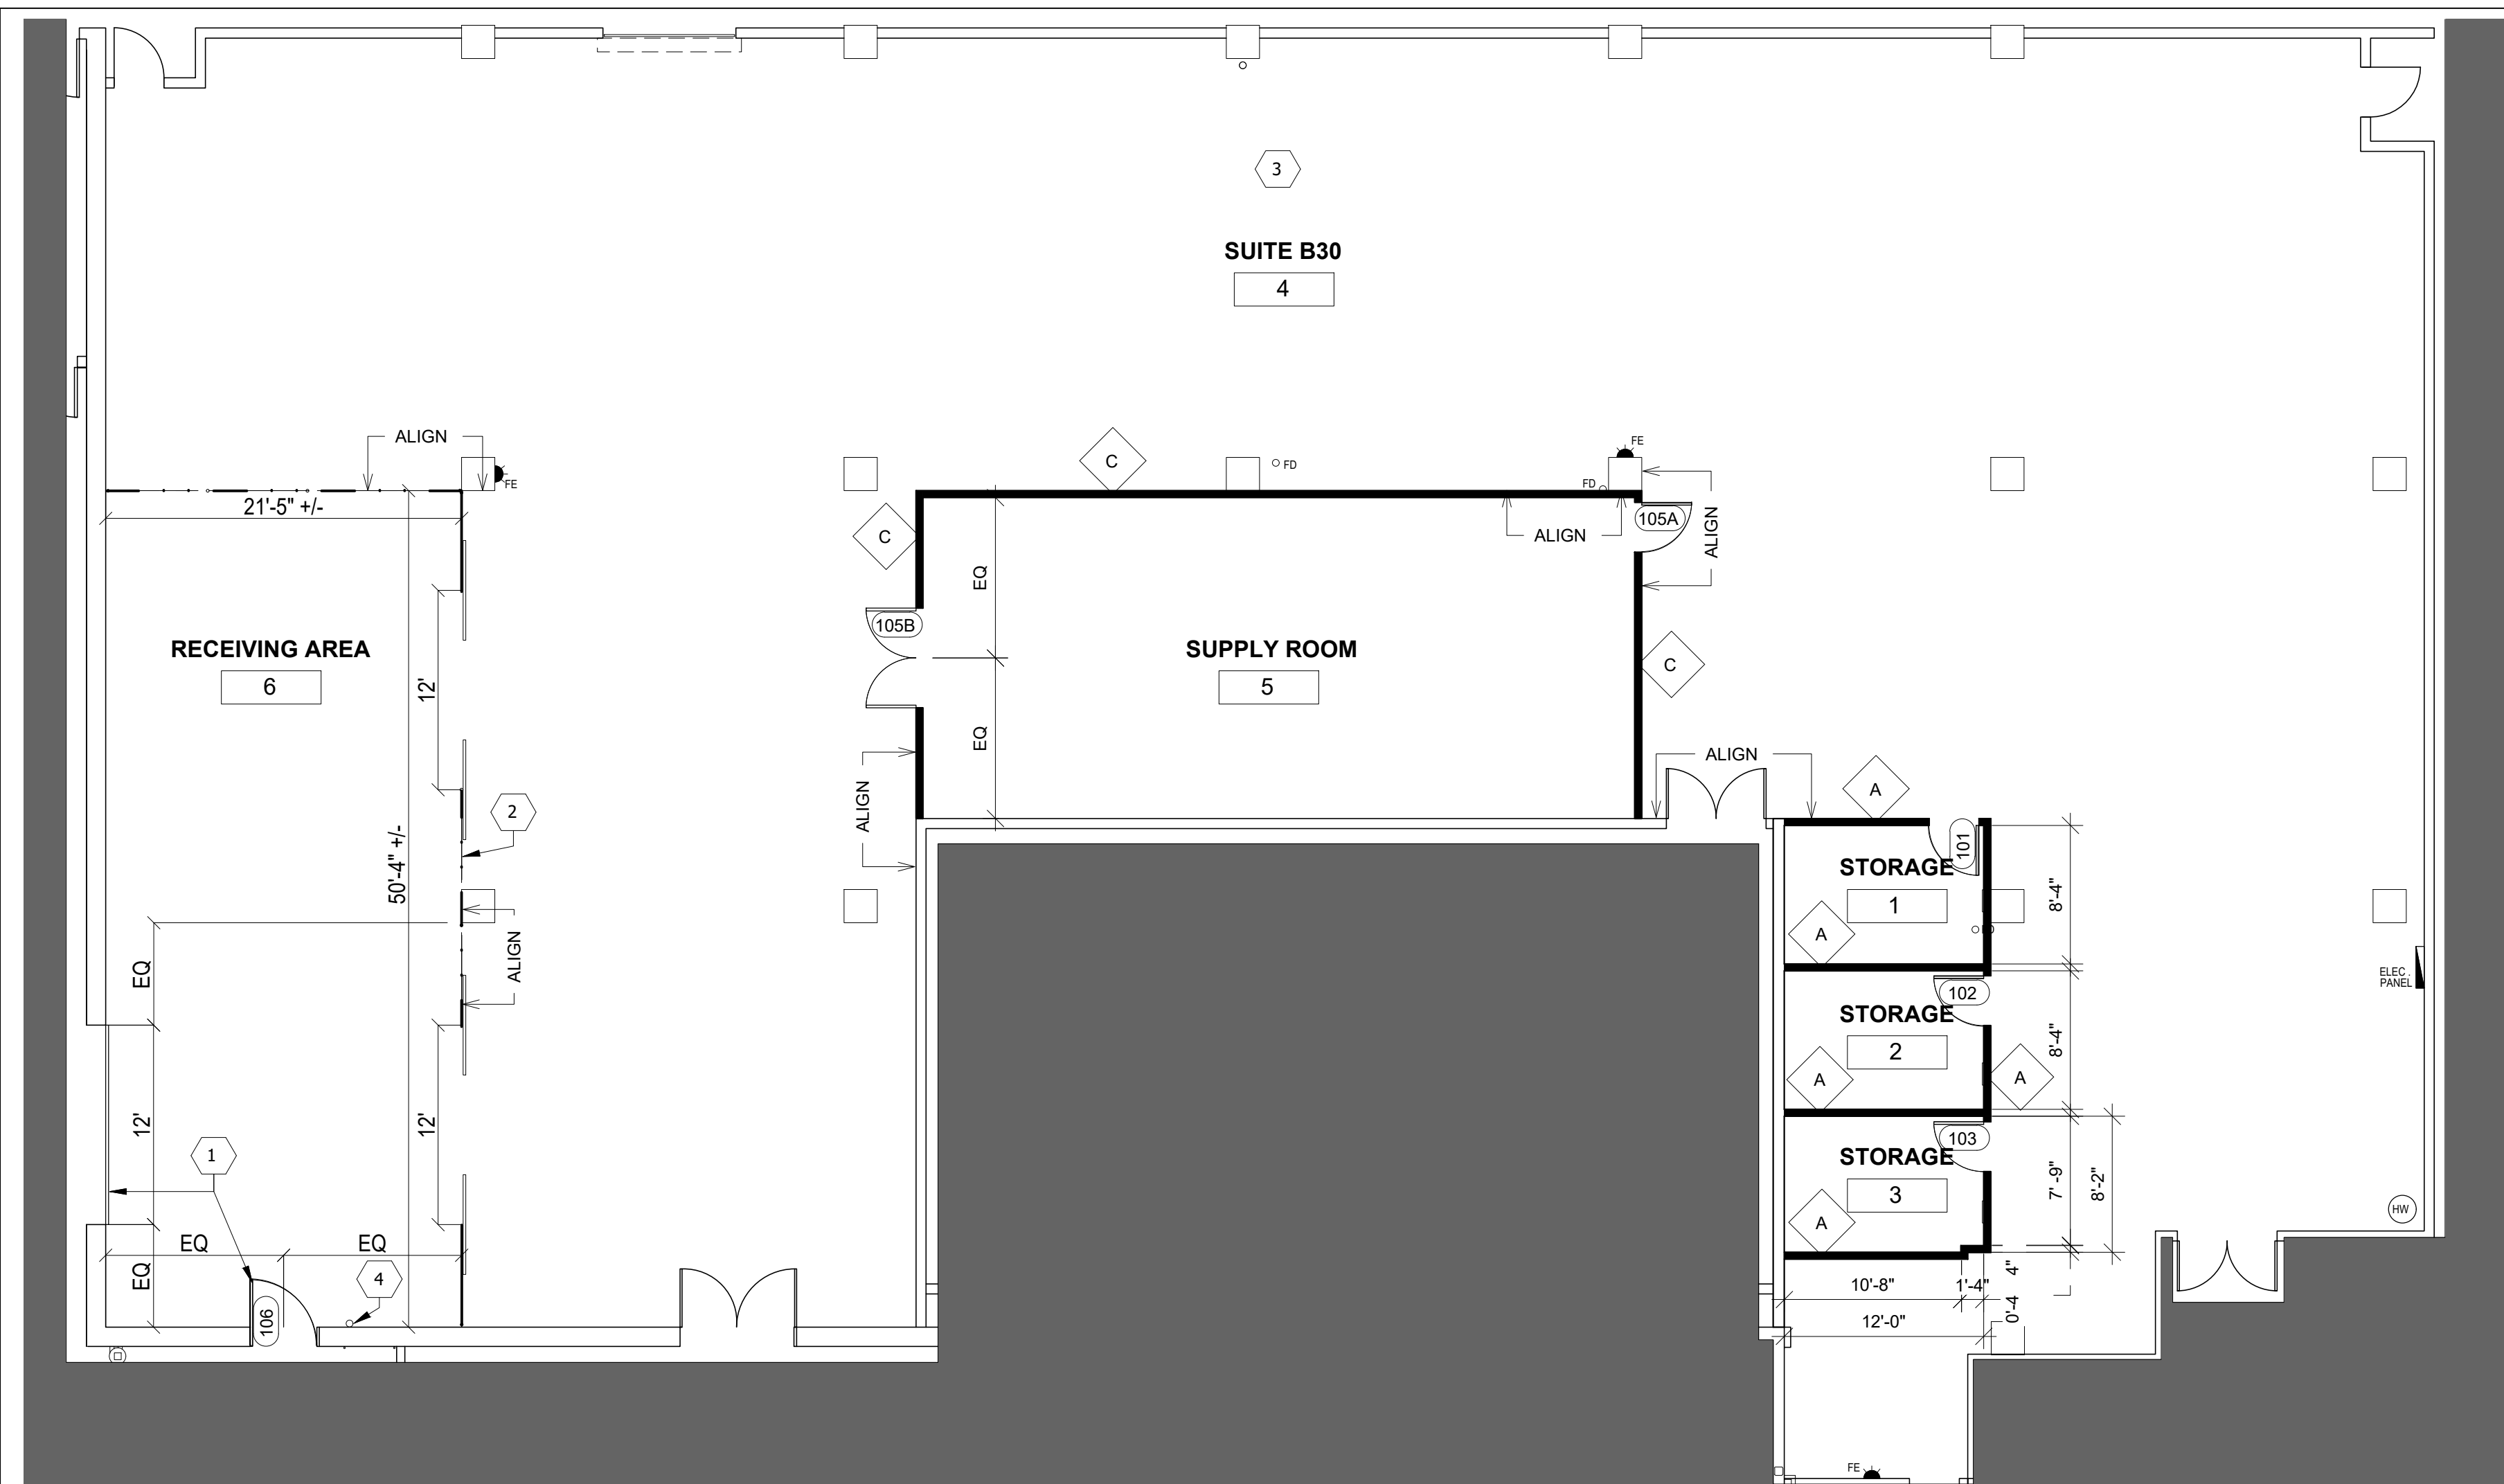 3
SUITE B30
4
ALIGN
FE
21'-5" +/-
C
FD
FE
FD
C
ALIGN
105A
ALIGN
EQ
105B
RECEIVING AREA
6
12'
SUPPLY ROOM
5
C
EQ
ALIGN
2
ALIGN
A
50'-4" +/-
101
STORAGE
1
8'-4"
A
ALIGN
EQ
ELEC.
PANEL
102
STORAGE
2
8'-4"
A
A
12'
12'
1
103
STORAGE
3
7'-9"
8'-2"
A
HW
EQ
EQ
EQ
4
106
10'-8"
1'-4"
0'-4
4"
12'-0"
FE